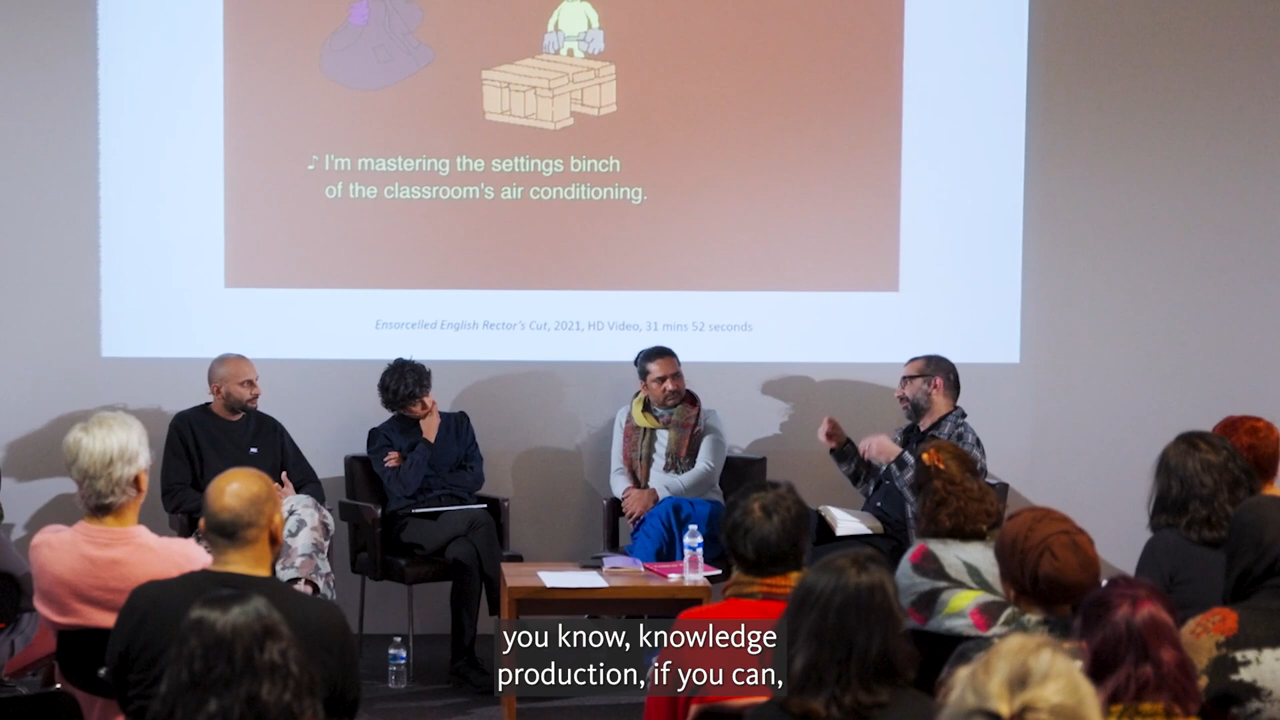 ♪ I'm mastering the settings binch
of the classroom's air conditioning.
Ensorcelled English Rector's Cut, 2021, HD Video, 31 mins 52 seconds
you know, knowledge
production, if you can,